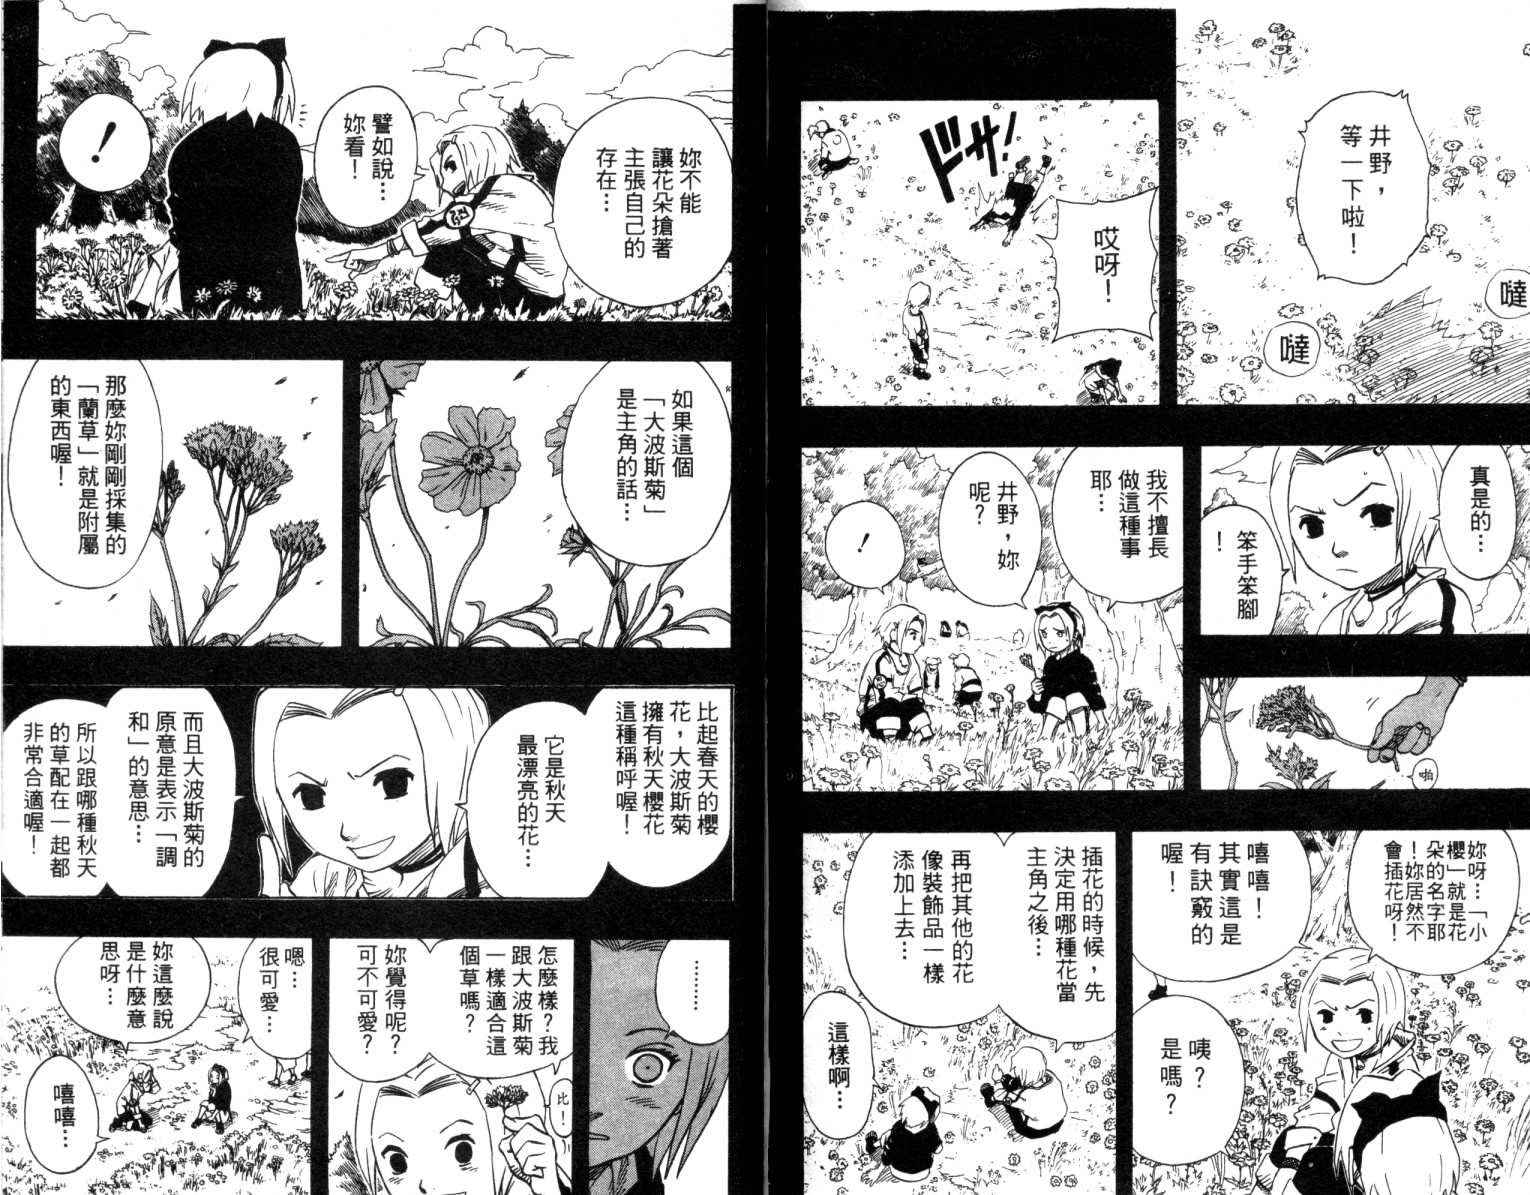 井野，
等一下啦！
噠
噠
ドサ！
哎呀！
真是的…
笨手笨腳
！
我不擅長
做這種事
耶…
井野，妳
呢？
！
啪
妳呀…「小
櫻」就是花
朵的名字耶
！妳居然不
會插花呀！
嘻嘻！
其實這是
有訣竅的
喔！
咦？
是嗎？
插花的時候，先
決定用哪種花當
主角之後…
再把其他的花
像裝飾品一樣
添加上去…
這樣啊…
妳不能
讓花朵搶著
主張自己的
存在…
譬如說…
妳看！
！
如果這個
「大波斯菊」
是主角的話…
那麼妳剛剛採集的
「蘭草」就是附屬
的東西喔！
比起春天的櫻
花，大波斯菊
擁有秋天櫻花
這種稱呼喔！
它是秋天
最漂亮的花…
而且大波斯菊的
原意是表示「調
和」的意思…
所以跟哪種秋天
的草配在一起都
非常合適喔！
………
怎麼樣？我
跟大波斯菊
一樣適合這
個草嗎？
妳覺得呢？
可不可愛？
比！
嗯…
很可愛…
妳這麼說
是什麼意
思呀…
嘻嘻…